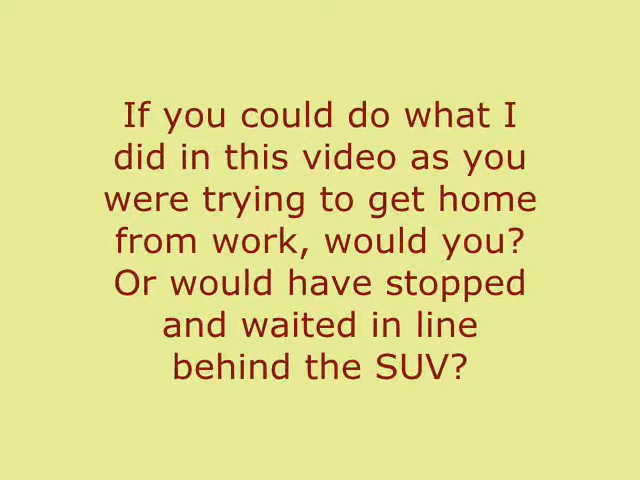 If you could do what I
did in this video as you
were trying to get home
from work, would you?
Or would have stopped
and waited in line
behind the SUV?